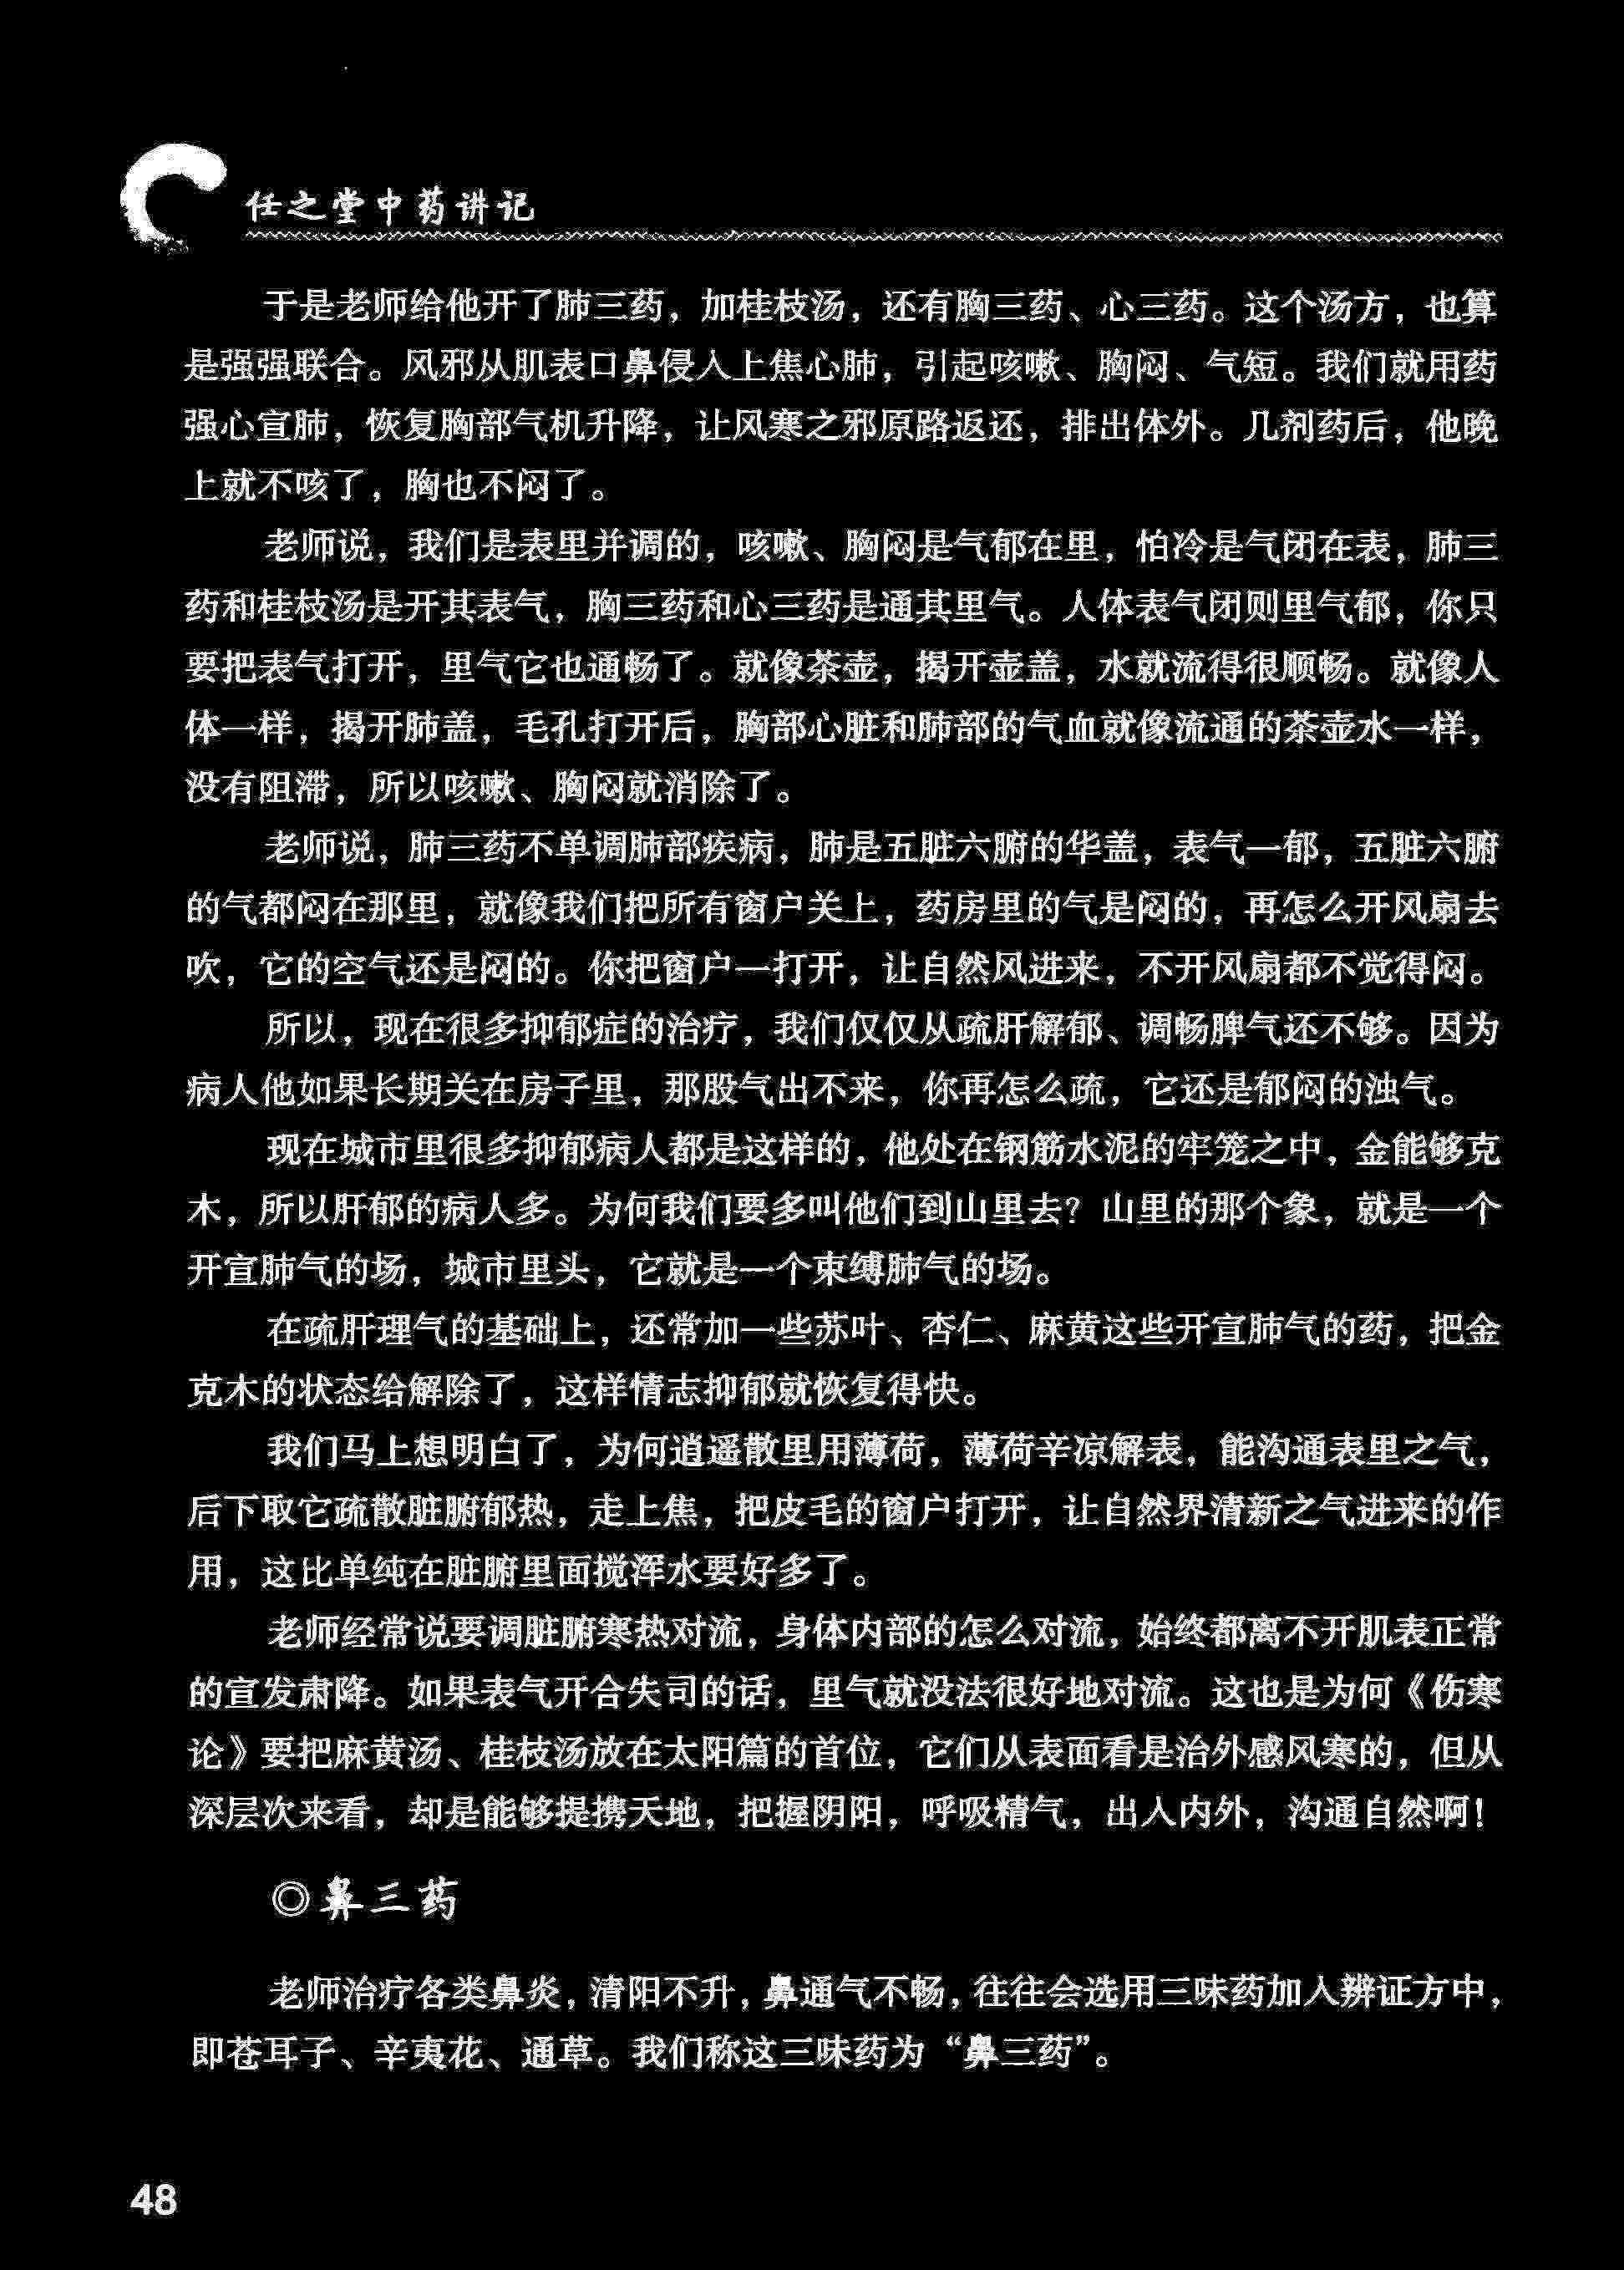 任之堂中药讲记
于是老师给他开了肺三药，加桂枝汤，还有胸三药、心三药。这个汤方，也算
是强强联合。风邪从肌表口鼻侵入上焦心肺，引起咳嗽、胸闷、气短。我们就用药
强心宣肺，恢复胸部气机升降，让风寒之邪原路返还，排出体外。几剂药后，他晚
上就不咳了，胸也不闷了。
老师说，我们是表里并调的，咳嗽、胸闷是气郁在里，怕冷是气闭在表，肺三
药和桂枝汤是开其表气，胸三药和心三药是通其里气。人体表气闭则里气郁，你只
要把表气打开，里气它也通畅了。就像茶壶，揭开壶盖，水就流得很顺畅。就像人
体一样，揭开肺盖，毛孔打开后，胸部心脏和肺部的气血就像流通的茶壶水一样，
没有阻滞，所以咳嗽、胸闷就消除了。
老师说，肺三药不单调肺部疾病，肺是五脏六腑的华盖，表气一郁，五脏六腑
的气都闷在那里，就像我们把所有窗户关上，药房里的气是闷的，再怎么开风扇去
吹，它的空气还是闷的。你把窗户一打开，让自然风进来，不开风扇都不觉得闷。
所以，现在很多抑郁症的治疗，我们仅仅从疏肝解郁、调畅脾气还不够。因为
病人他如果长期关在房子里，那股气出不来，你再怎么疏，它还是郁闷的浊气。
现在城市里很多抑郁病人都是这样的，他处在钢筋水泥的牢笼之中，金能够克
木，所以肝郁的病人多。为何我们要多叫他们到山里去？山里的那个象，就是一个
开宣肺气的场，城市里头，它就是一个束缚肺气的场。
在疏肝理气的基础上，还常加一些苏叶、杏仁、麻黄这些开宣肺气的药，把金
克木的状态给解除了，这样情志抑郁就恢复得快。
我们马上想明白了，为何逍遥散里用薄荷，薄荷辛凉解表，能沟通表里之气，
后下取它疏散脏腑郁热，走上焦，把皮毛的窗户打开，让自然界清新之气进来的作
用，这比单纯在脏腑里面搅浑水要好多了。
老师经常说要调脏腑寒热对流，身体内部的怎么对流，始终都离不开肌表正常
的宣发肃降。如果表气开合失司的话，里气就没法很好地对流。这也是为何《伤寒
论》要把麻黄汤、桂枝汤放在太阳篇的首位，它们从表面看是治外感风寒的，但从
深层次来看，却是能够提携天地，把握阴阳，呼吸精气，出入内外，沟通自然啊！
◎鼻三药
老师治疗各类鼻炎，清阳不升，鼻通气不畅，往往会选用三味药加入辨证方中，
即苍耳子、辛夷花、通草。我们称这三味药为“鼻三药”。
48